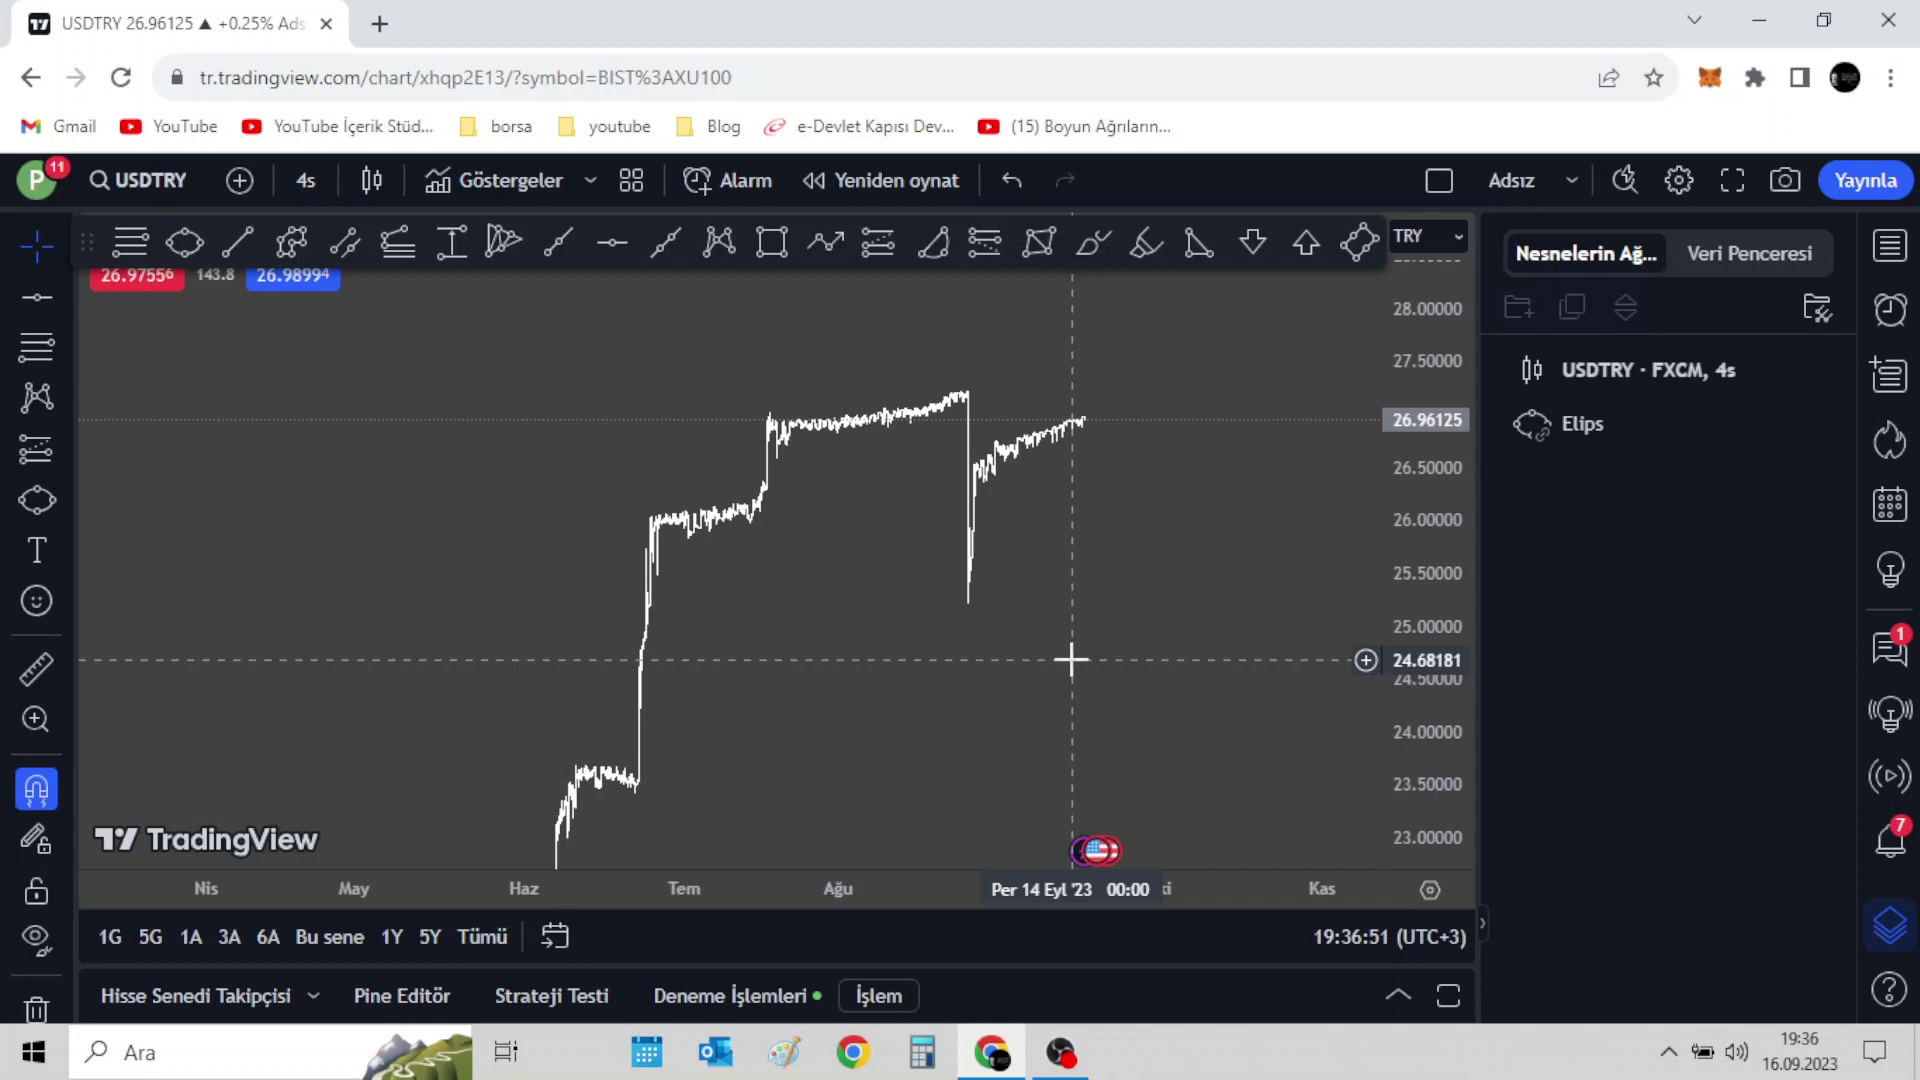 USDTRY 26.96125 ▲ +0.25% Ads
tr.tradingview.com/chart/xhqp2E13/?symbol=BIST%3AXU100
Gmail YouTube YouTube İçerik Stüd... borsa youtube Blog e-Devlet Kapısı Dev... (15) Boyun Ağrıların...
P 11 USDTRY 4s Göstergeler Alarm Yeniden oynat Adsız Yayınla
TRY
26.97556 143.8 26.98994
Nesnelerin Ağ... Veri Penceresi
USDTRY · FXCM, 4s
Elips
28.00000
27.50000
26.96125
26.50000
26.00000
25.50000
25.00000
24.68181
24.50000
24.00000
23.50000
23.00000
1
7
TradingView
Nis May Haz Tem Ağu Per 14 Eyl '23 00:00 Kas
1G 5G 1A 3A 6A Bu sene 1Y 5Y Tümü 19:36:51 (UTC+3)
Hisse Senedi Takipçisi Pine Editör Strateji Testi Deneme İşlemleri İşlem
Ara
19:36
16.09.2023